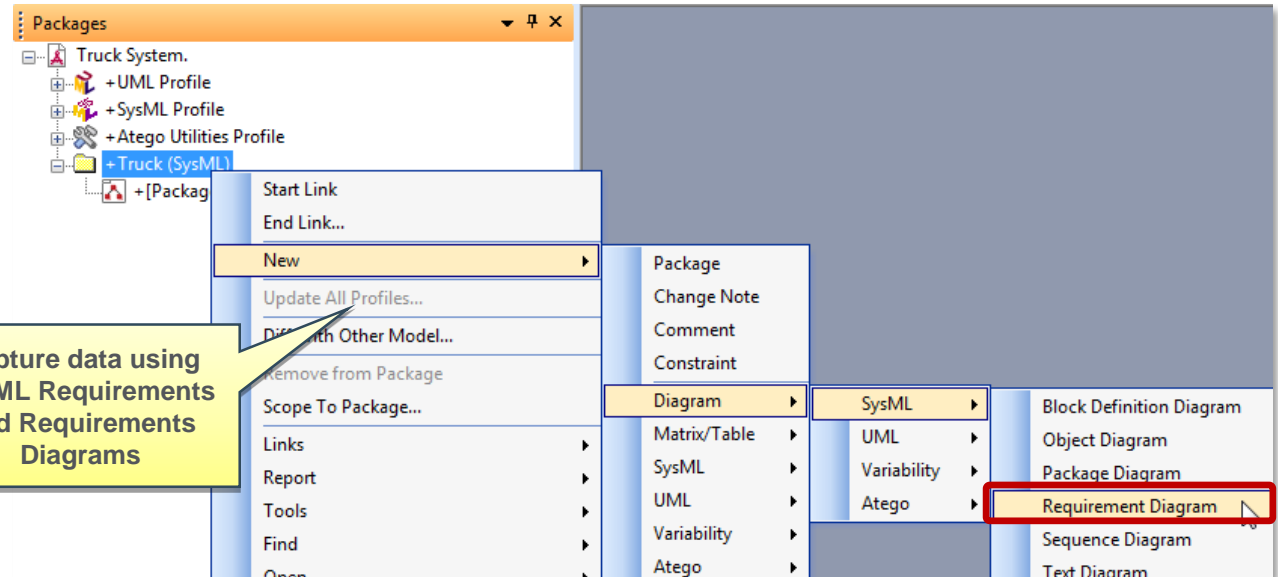 Packages
Truck System.
+UML Profile
+SysML Profile
+Atego Utilities Profile
+Truck (SysML)
+[Packag
Start Link
End Link...
New
Update All Profiles...
Diff With Other Model...
Remove from Package
Scope To Package...
Links
Report
Tools
Find
Open
pture data using
ML Requirements
d Requirements
Diagrams
Package
Change Note
Comment
Constraint
Diagram
Matrix/Table
SysML
UML
Variability
Atego
SysML
UML
Variability
Atego
Block Definition Diagram
Object Diagram
Package Diagram
Requirement Diagram
Sequence Diagram
Text Diagram